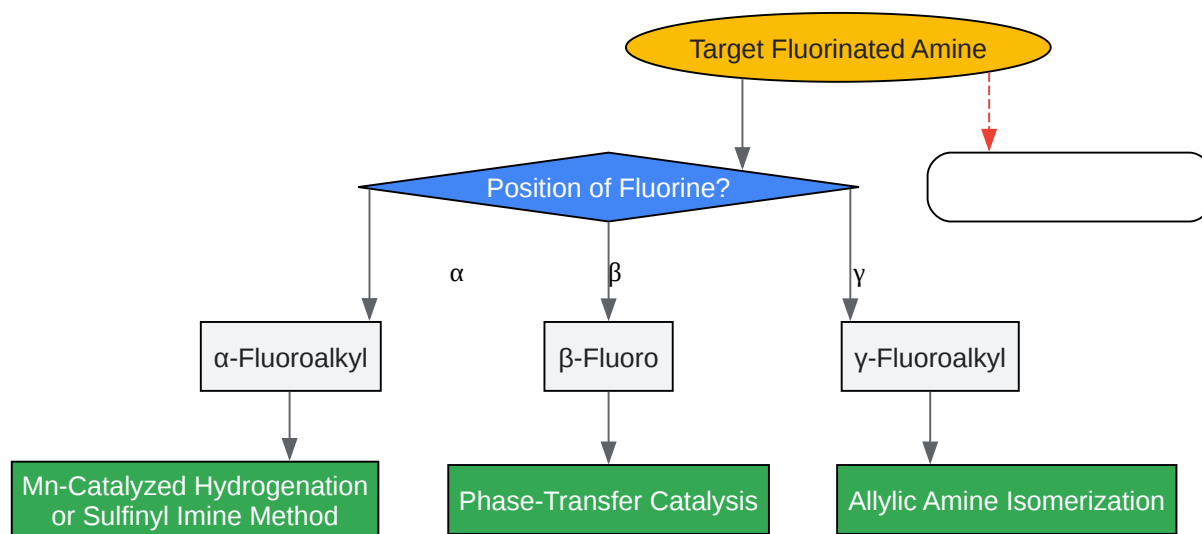 Target Fluorinated Amine
Position of Fluorine?
α
β
γ
α-Fluoroalkyl
β-Fluoro
γ-Fluoroalkyl
Mn-Catalyzed Hydrogenation
or Sulfinyl Imine Method
Phase-Transfer Catalysis
Allylic Amine Isomerization